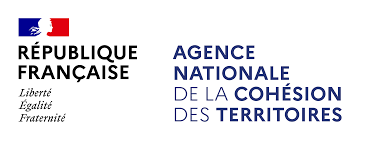 RÉPUBLIQUE
FRANÇAISE
Liberté
Égalité
Fraternité
AGENCE
NATIONALE
DE LA COHÉSION
DES TERRITOIRES